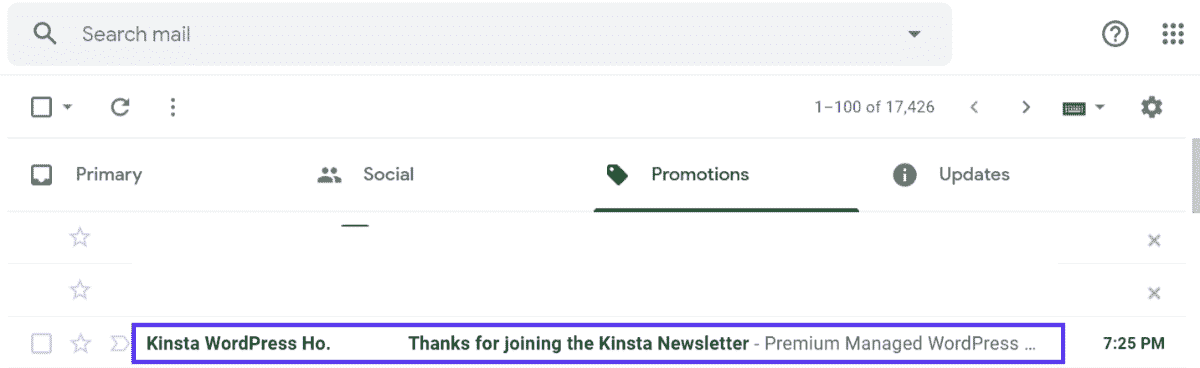 Search mail
1–100 of 17,426
Primary Social Promotions Updates
Kinsta WordPress Ho. Thanks for joining the Kinsta Newsletter - Premium Managed WordPress ... 7:25 PM